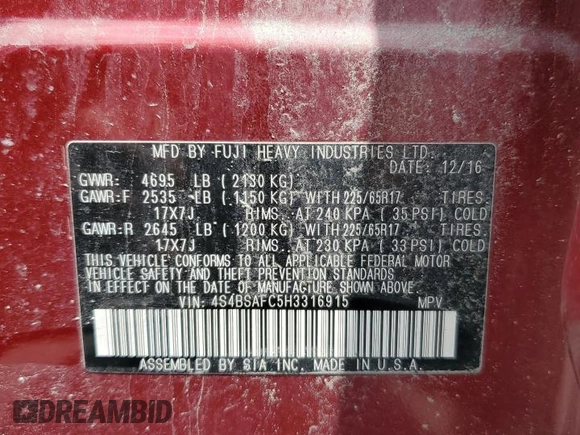 MFD BY FUJI HEAVY INDUSTRIES LTD.
DATE: 12/16
GVWR: 4695 LB (2130 KG)
GAWR:F 2535 LB (1150 KG) WITH 225/65R17 TIRES.
17X7J RIMS. AT 240 KPA (35 PSI) COLD
GAWR:R 2645 LB (1200 KG) WITH 225/65R17 TIRES.
17X7J RIMS. AT 230 KPA (33 PSI) COLD
THIS VEHICLE CONFORMS TO ALL APPLICABLE FEDERAL MOTOR
VEHICLE SAFETY AND THEFT PREVENTION STANDARDS
IN EFFECT ON THE DATE OF MANUFACTURE SHOWN ABOVE.
VIN: 4S4BSAFC5H3316915 MPV
ASSEMBLED BY SIA INC. MADE IN U.S.A.
DREAMBID